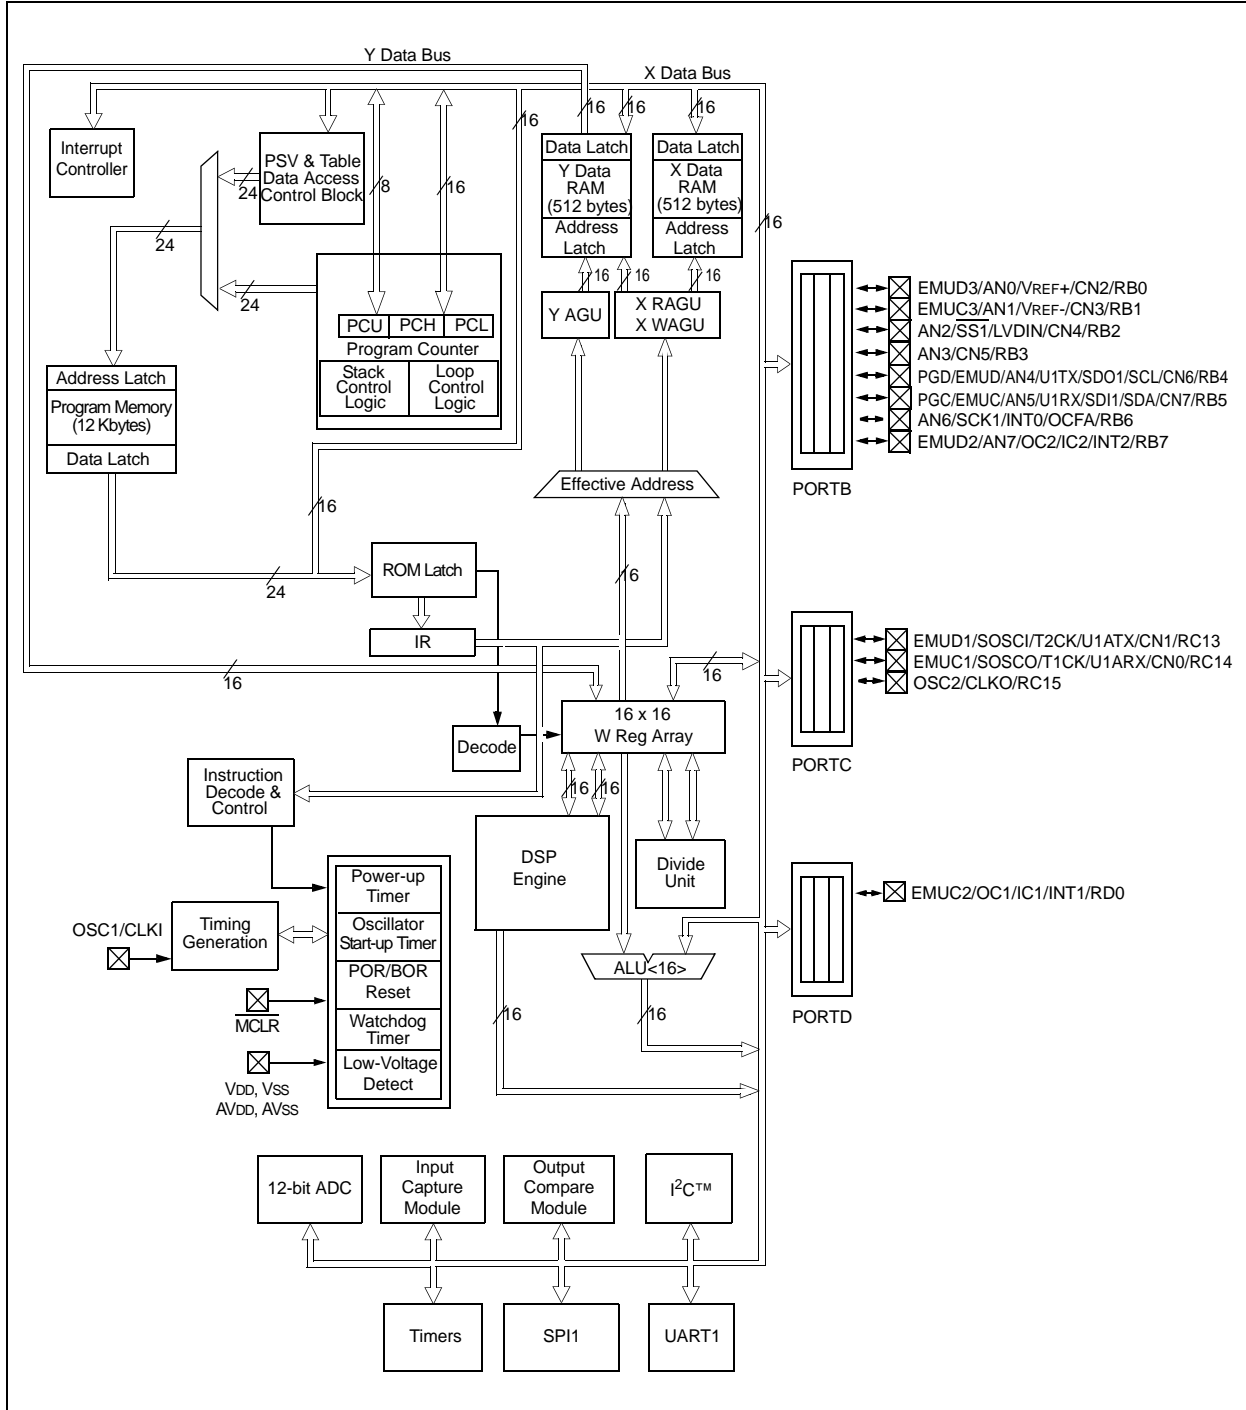 Y Data Bus
X Data Bus
16
16
16
16
Interrupt
Controller
PSV & Table
Data Access
Control Block
24
8
16
Data Latch
Y Data
RAM
(512 bytes)
Address
Latch
Data Latch
X Data
RAM
(512 bytes)
Address
Latch
16
24
24
16
16
16
Y AGU
X RAGU
X WAGU
PCU
PCH
PCL
Program Counter
Stack
Control
Logic
Loop
Control
Logic
Address Latch
Program Memory
(12 Kbytes)
Data Latch
Effective Address
16
24
ROM Latch
16
IR
16
16
16 x 16
W Reg Array
Decode
Instruction
Decode &
Control
16
16
DSP
Engine
Divide
Unit
Power-up
Timer
Oscillator
Start-up Timer
POR/BOR
Reset
Watchdog
Timer
Low-Voltage
Detect
OSC1/CLKI
Timing
Generation
MCLR
VDD, VSS
AVDD, AVSS
ALU<16>
16
16
EMUD3/AN0/VREF+/CN2/RB0
EMUC3/AN1/VREF-/CN3/RB1
AN2/SS1/LVDIN/CN4/RB2
AN3/CN5/RB3
PGD/EMUD/AN4/U1TX/SDO1/SCL/CN6/RB4
PGC/EMUC/AN5/U1RX/SDI1/SDA/CN7/RB5
AN6/SCK1/INT0/OCFA/RB6
EMUD2/AN7/OC2/IC2/INT2/RB7
PORTB
EMUD1/SOSCI/T2CK/U1ATX/CN1/RC13
EMUC1/SOSCO/T1CK/U1ARX/CN0/RC14
OSC2/CLKO/RC15
PORTC
EMUC2/OC1/IC1/INT1/RD0
PORTD
12-bit ADC
Input
Capture
Module
Output
Compare
Module
I²C™
Timers
SPI1
UART1